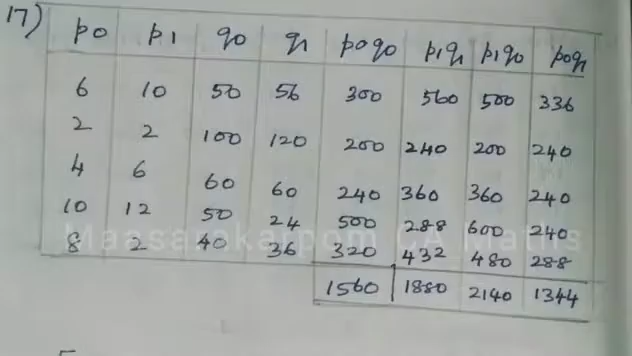 17)
p0 p1 q0 q1 p0q0 p1q1 p1q0 p0q1
6 10 50 56 300 560 500 336
2 2 100 120 200 240 200 240
4 6 60 60 240 360 360 240
10 12 50 24 500 288 600 240
8 2 40 36 320 432 480 288
1560 1880 2140 1344